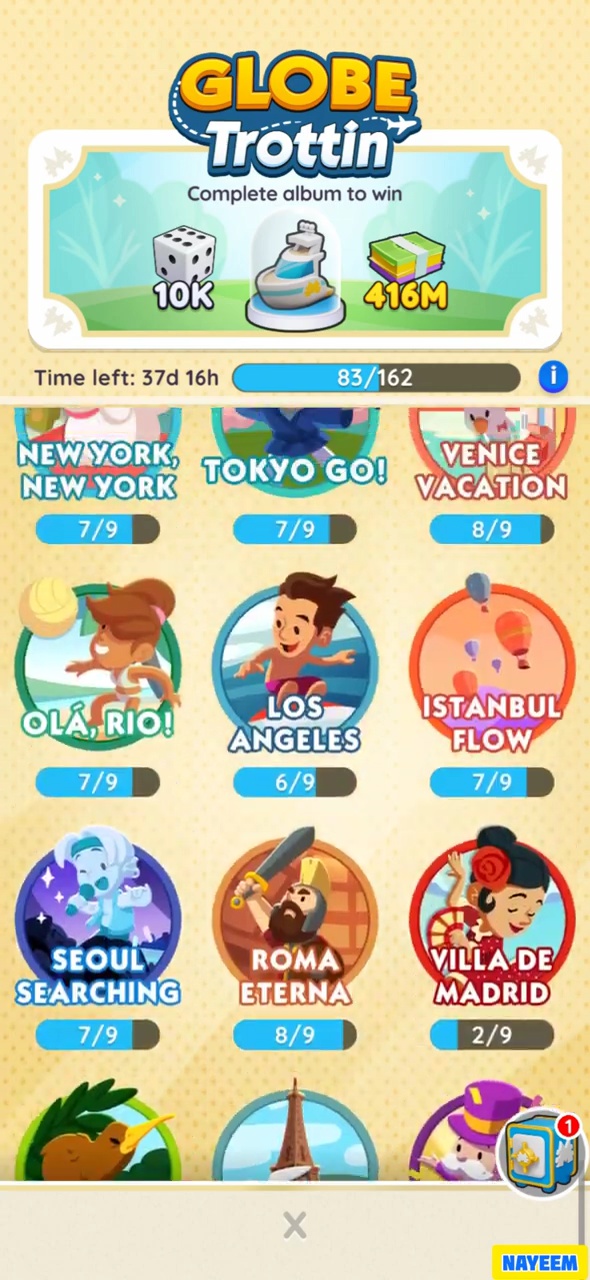 GLOBE
Trottin
Complete album to win
10K
416M
Time left: 37d 16h
83/162
i
NEW YORK,
NEW YORK
TOKYO GO!
VENICE
VACATION
7/9
7/9
8/9
OLÁ, RIO!
LOS
ANGELES
ISTANBUL
FLOW
7/9
6/9
7/9
SEOUL
SEARCHING
ROMA
ETERNA
VILLA DE
MADRID
7/9
8/9
2/9
1
X
NAYEEM